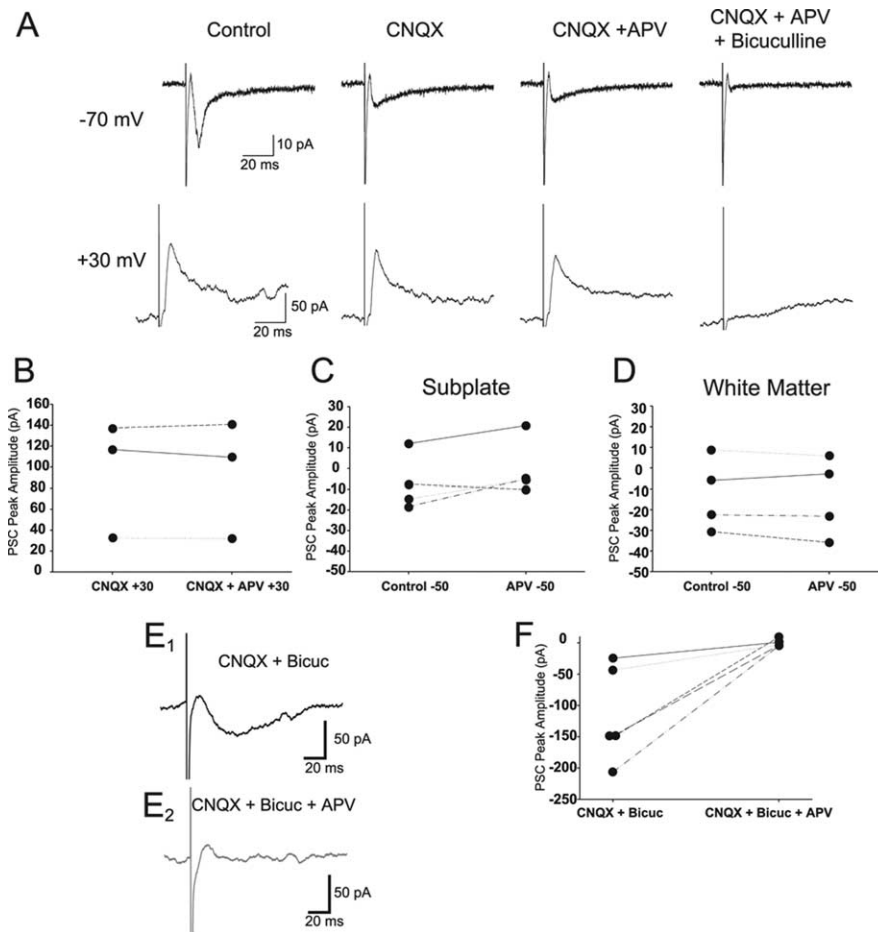 A
Control
CNQX
CNQX +APV
CNQX + APV
+ Bicuculline
-70 mV
10 pA
20 ms
+30 mV
50 pA
20 ms
B
PSC Peak Amplitude (pA)
160
140
120
100
80
60
40
20
0
CNQX +30
CNQX + APV +30
C
Subplate
PSC Peak Amplitude (pA)
30
20
10
0
-10
-20
-30
-40
-50
Control -50
APV -50
D
White Matter
PSC Peak Amplitude (pA)
30
20
10
0
-10
-20
-30
-40
-50
Control -50
APV -50
E1
CNQX + Bicuc
50 pA
20 ms
E2
CNQX + Bicuc + APV
50 pA
20 ms
F
PSC Peak Amplitude (pA)
0
-50
-100
-150
-200
-250
CNQX + Bicuc
CNQX + Bicuc + APV